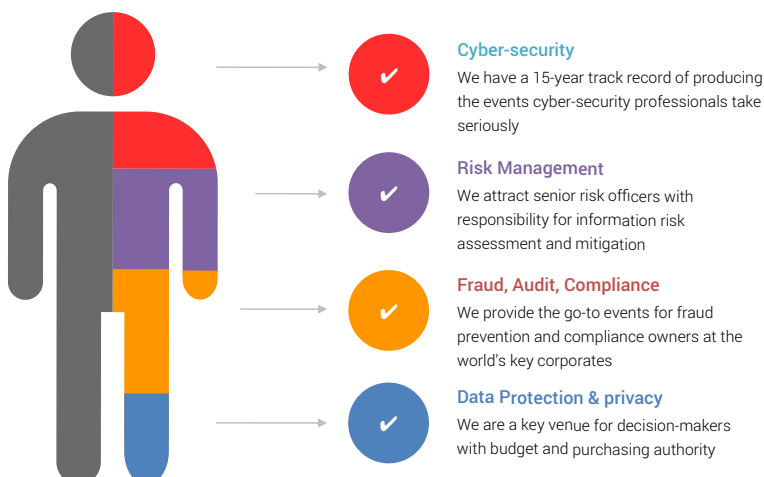 Cyber-security
We have a 15-year track record of producing
the events cyber-security professionals take
seriously
Risk Management
We attract senior risk officers with
responsibility for information risk
assessment and mitigation
Fraud, Audit, Compliance
We provide the go-to events for fraud
prevention and compliance owners at the
world's key corporates
Data Protection & privacy
We are a key venue for decision-makers
with budget and purchasing authority